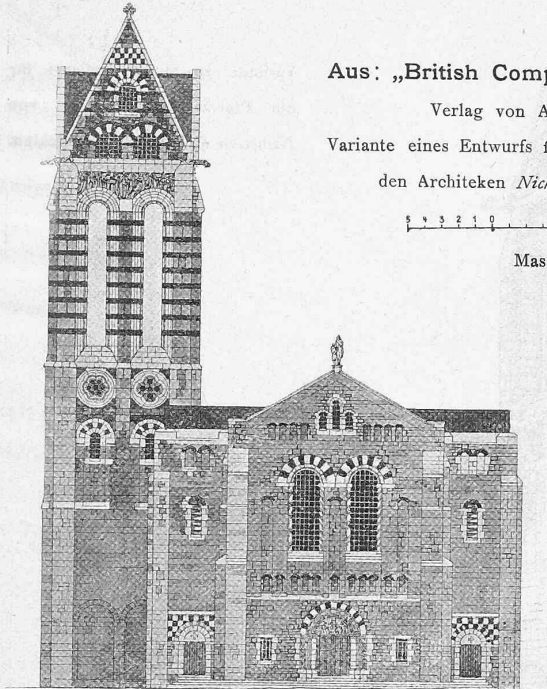 Aus: „British Comp
Verlag von A
Variante eines Entwurfs f
den Architeken Nic
5 4 3 2 1 0
Mas